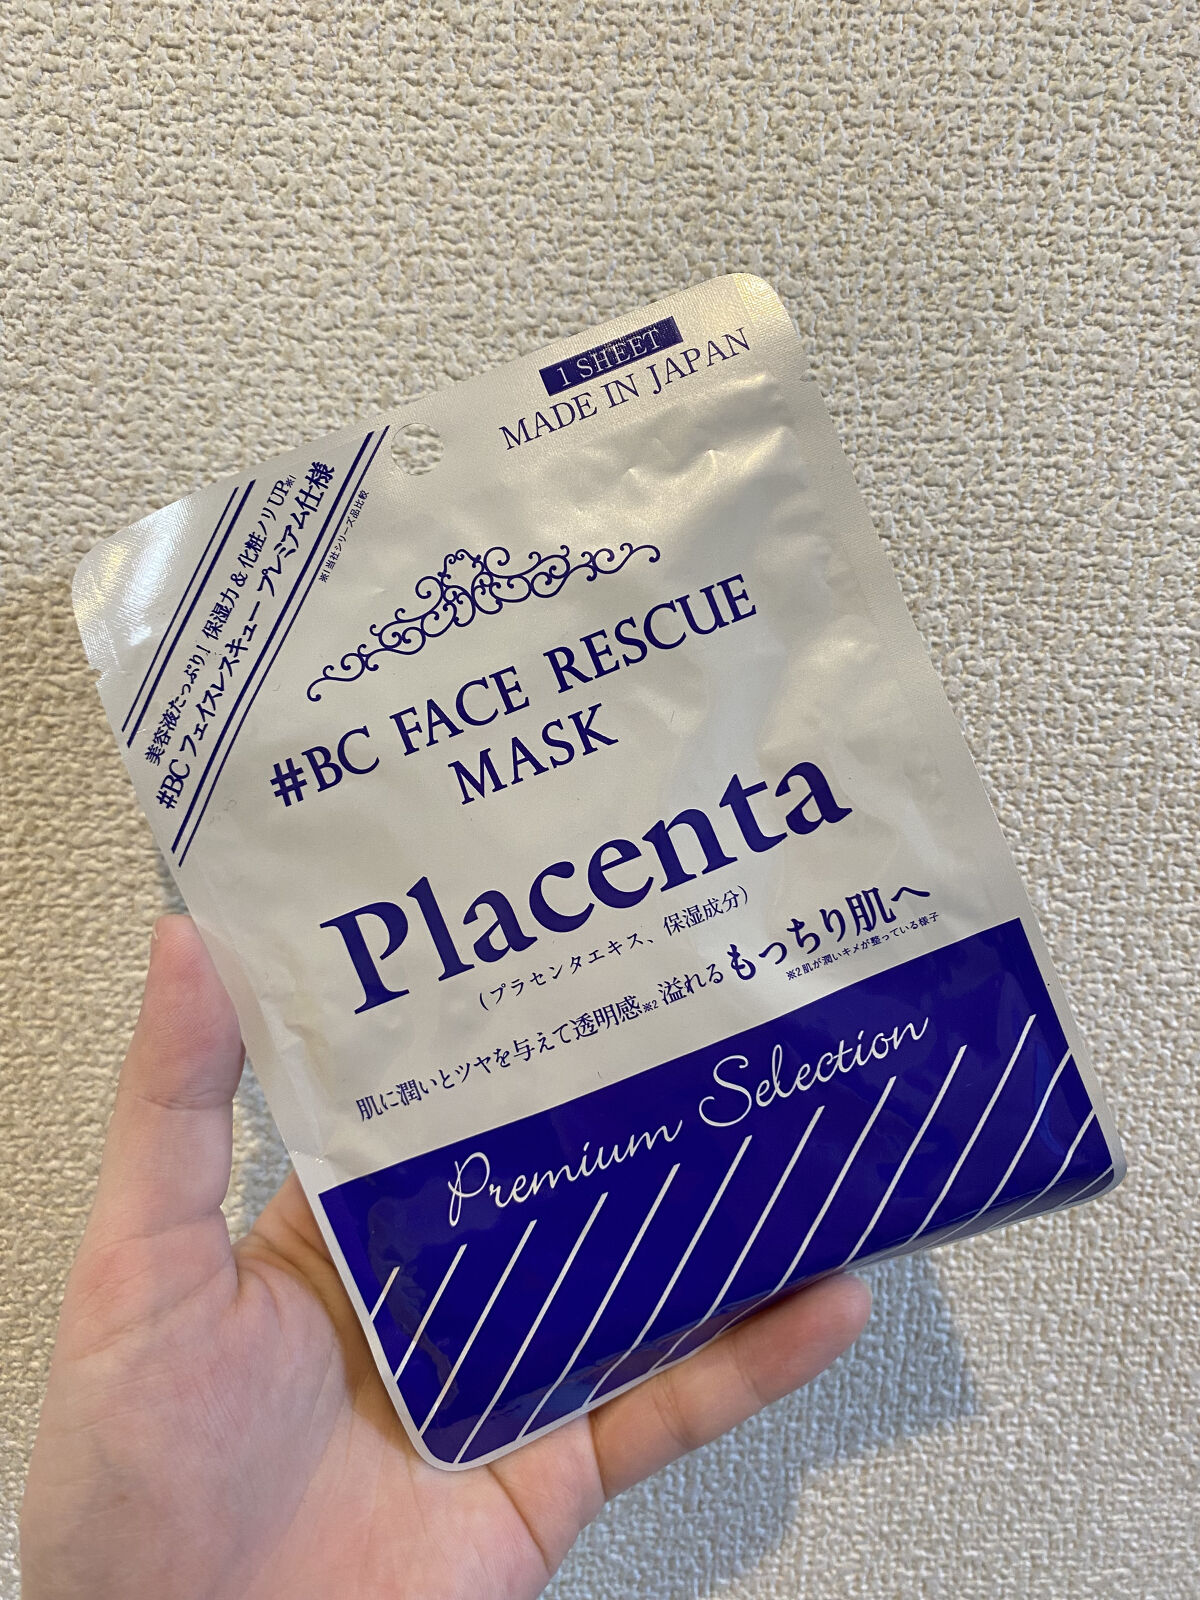 1 SHEET
MADE IN JAPAN
美容液たっぷり！保湿力＆化粧ノリUP※1
#BC フェイスレスキュー プレミアム仕様
※1 当社シリーズ品比較
#BC FACE RESCUE
MASK
Placenta
(プラセンタエキス、保湿成分)
肌に潤いとツヤを与えて透明感※2 溢れるもっちり肌へ
※2 肌が潤いキメが整っている様子
Premium Selection